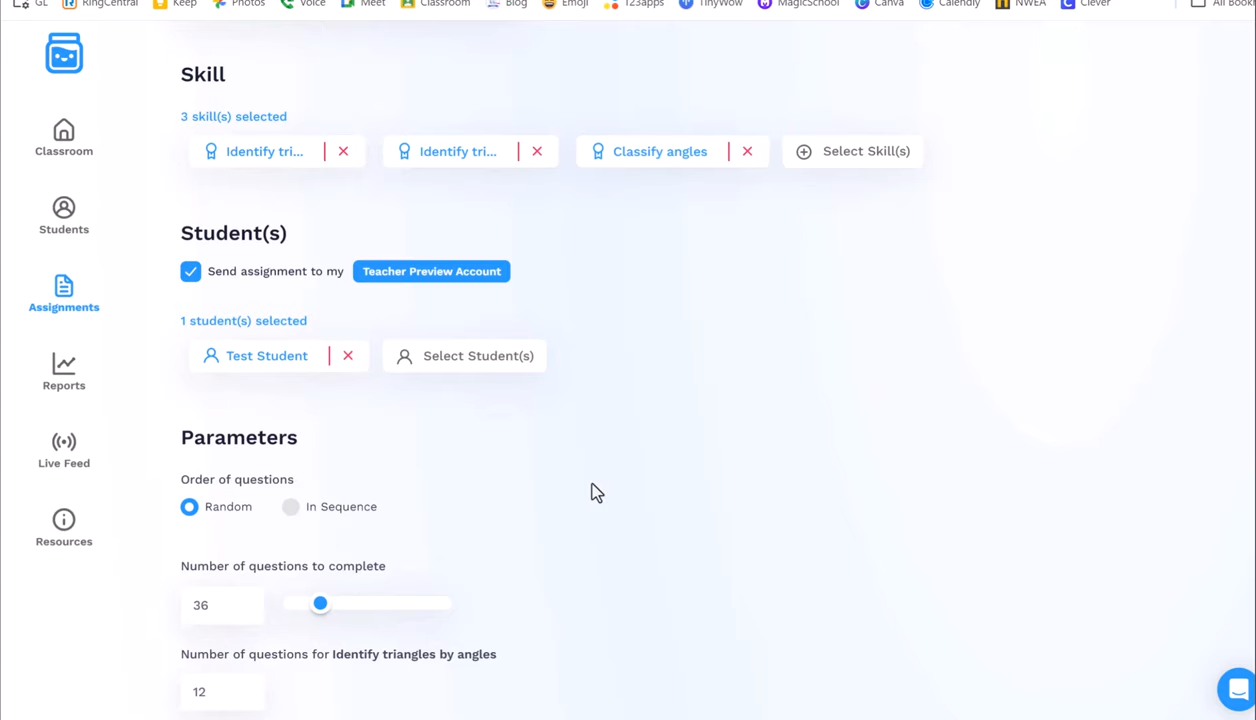 GL RingCentral Keep Photos Voice Meet Classroom Blog Emoji 123apps TinyWow MagicSchool Canva Calendly NWEA Clever All Book
Skill
3 skill(s) selected
Identify tri... Identify tri... Classify angles Select Skill(s)
Classroom
Students
Student(s)
Send assignment to my Teacher Preview Account
Assignments
1 student(s) selected
Test Student Select Student(s)
Reports
Parameters
Live Feed
Order of questions
Random In Sequence
Resources
Number of questions to complete
36
Number of questions for Identify triangles by angles
12